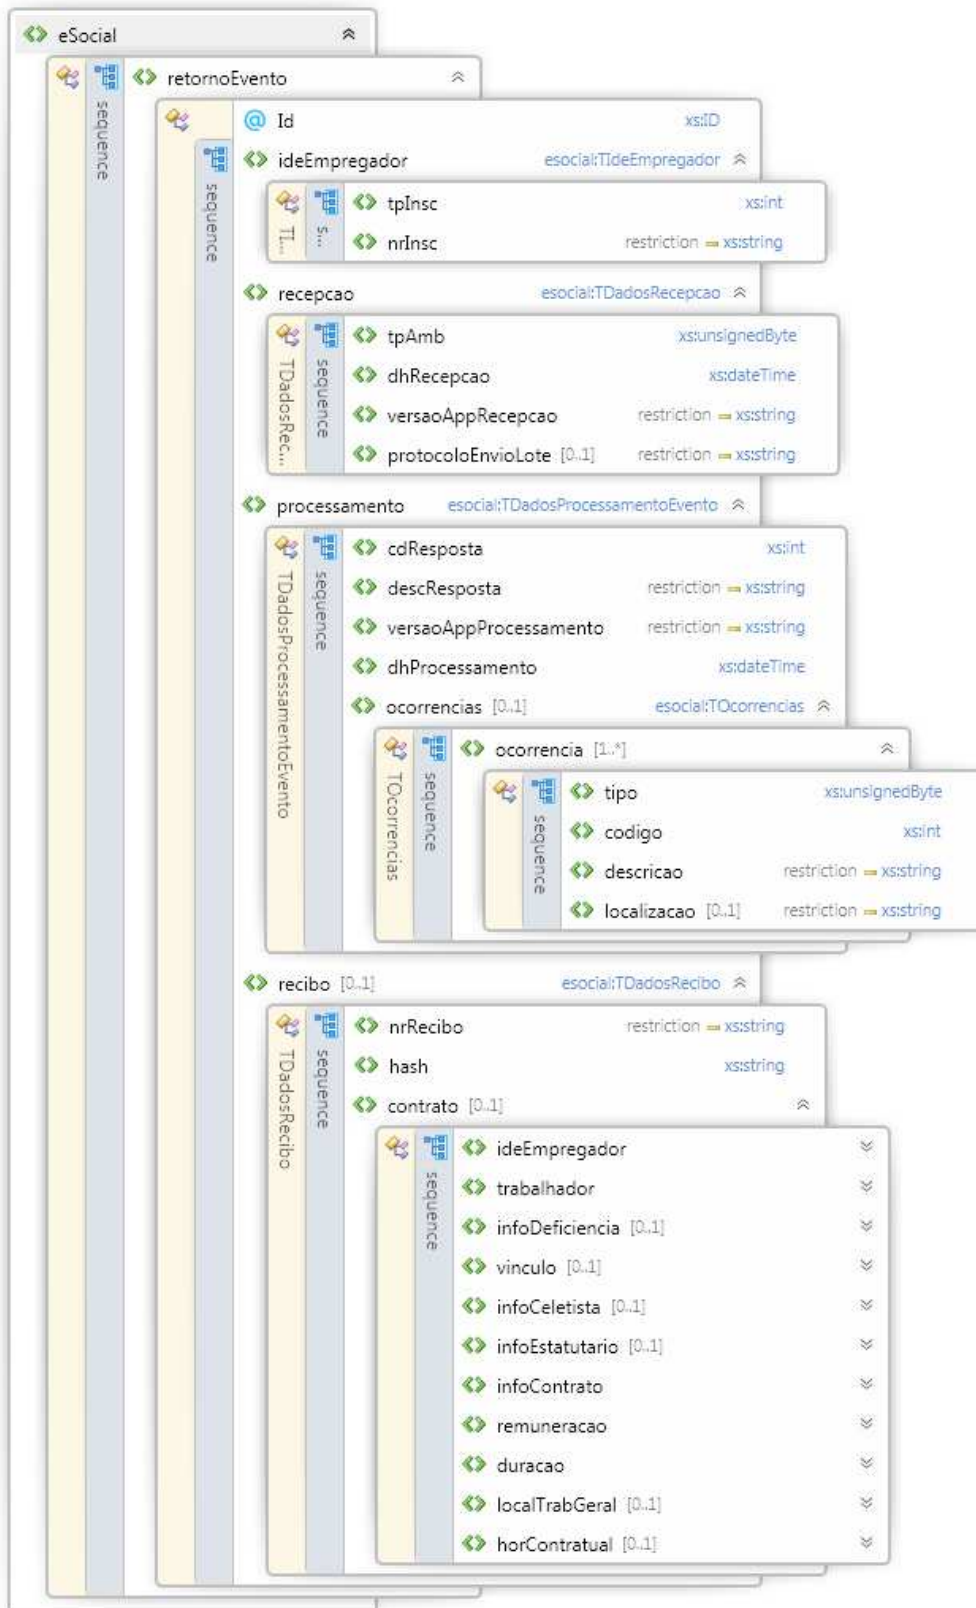 eSocial
sequence
retornoEvento
sequence
Id xs:ID
ideEmpregador esocial:TIdeEmpregador
TI...
s...
tpInsc xs:int
nrInsc restriction xs:string
recepcao esocial:TDadosRecepcao
TDadosRec...
sequence
tpAmb xs:unsignedByte
dhRecepcao xs:dateTime
versaoAppRecepcao restriction xs:string
protocoloEnvioLote [0..1] restriction xs:string
processamento esocial:TDadosProcessamentoEvento
TDadosProcessamentoEvento
sequence
cdResposta xs:int
descResposta restriction xs:string
versaoAppProcessamento restriction xs:string
dhProcessamento xs:dateTime
ocorrencias [0..1] esocial:TOcorrencias
TOcorrencias
sequence
ocorrencia [1..*]
sequence
tipo xs:unsignedByte
codigo xs:int
descricao restriction xs:string
localizacao [0..1] restriction xs:string
recibo [0..1] esocial:TDadosRecibo
TDadosRecibo
sequence
nrRecibo restriction xs:string
hash xs:string
contrato [0..1]
sequence
ideEmpregador
trabalhador
infoDeficiencia [0..1]
vinculo [0..1]
infoCeletista [0..1]
infoEstatutario [0..1]
infoContrato
remuneracao
duracao
localTrabGeral [0..1]
horContratual [0..1]